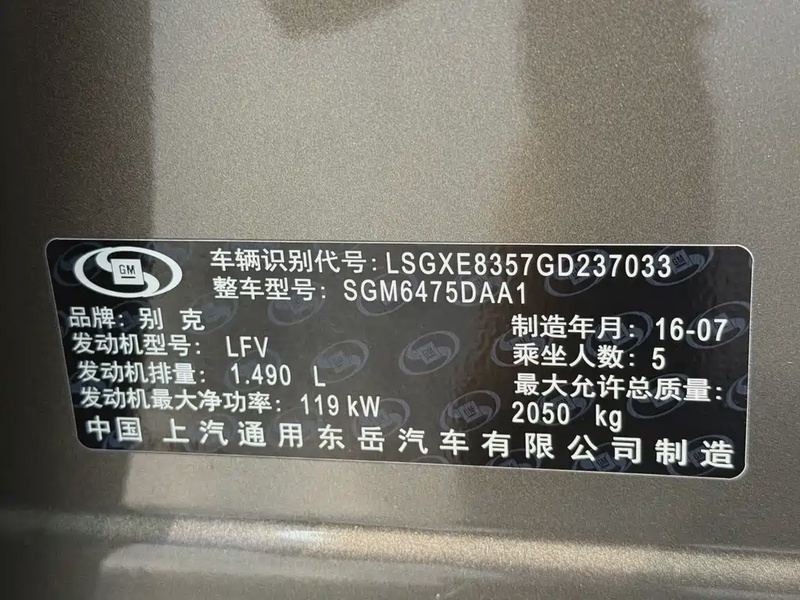 GM
车辆识别代号:LSGXE8357GD237033
整车型号: SGM6475DAA1
品牌: 别 克
制造年月: 16-07
发动机型号: LFV
乘坐人数: 5
发动机排量: 1.490 L
最大允许总质量:
2050 kg
发动机最大净功率: 119 kW
中国 上汽通用东岳汽车有限公司制造